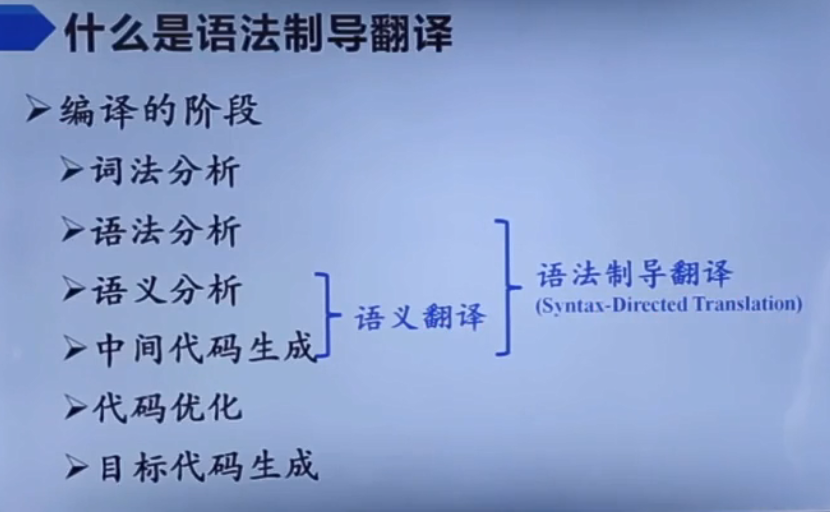 什么是语法制导翻译
编译的阶段
词法分析
语法分析
语义分析
中间代码生成
代码优化
目标代码生成
语义翻译
语法制导翻译
(Syntax-Directed Translation)